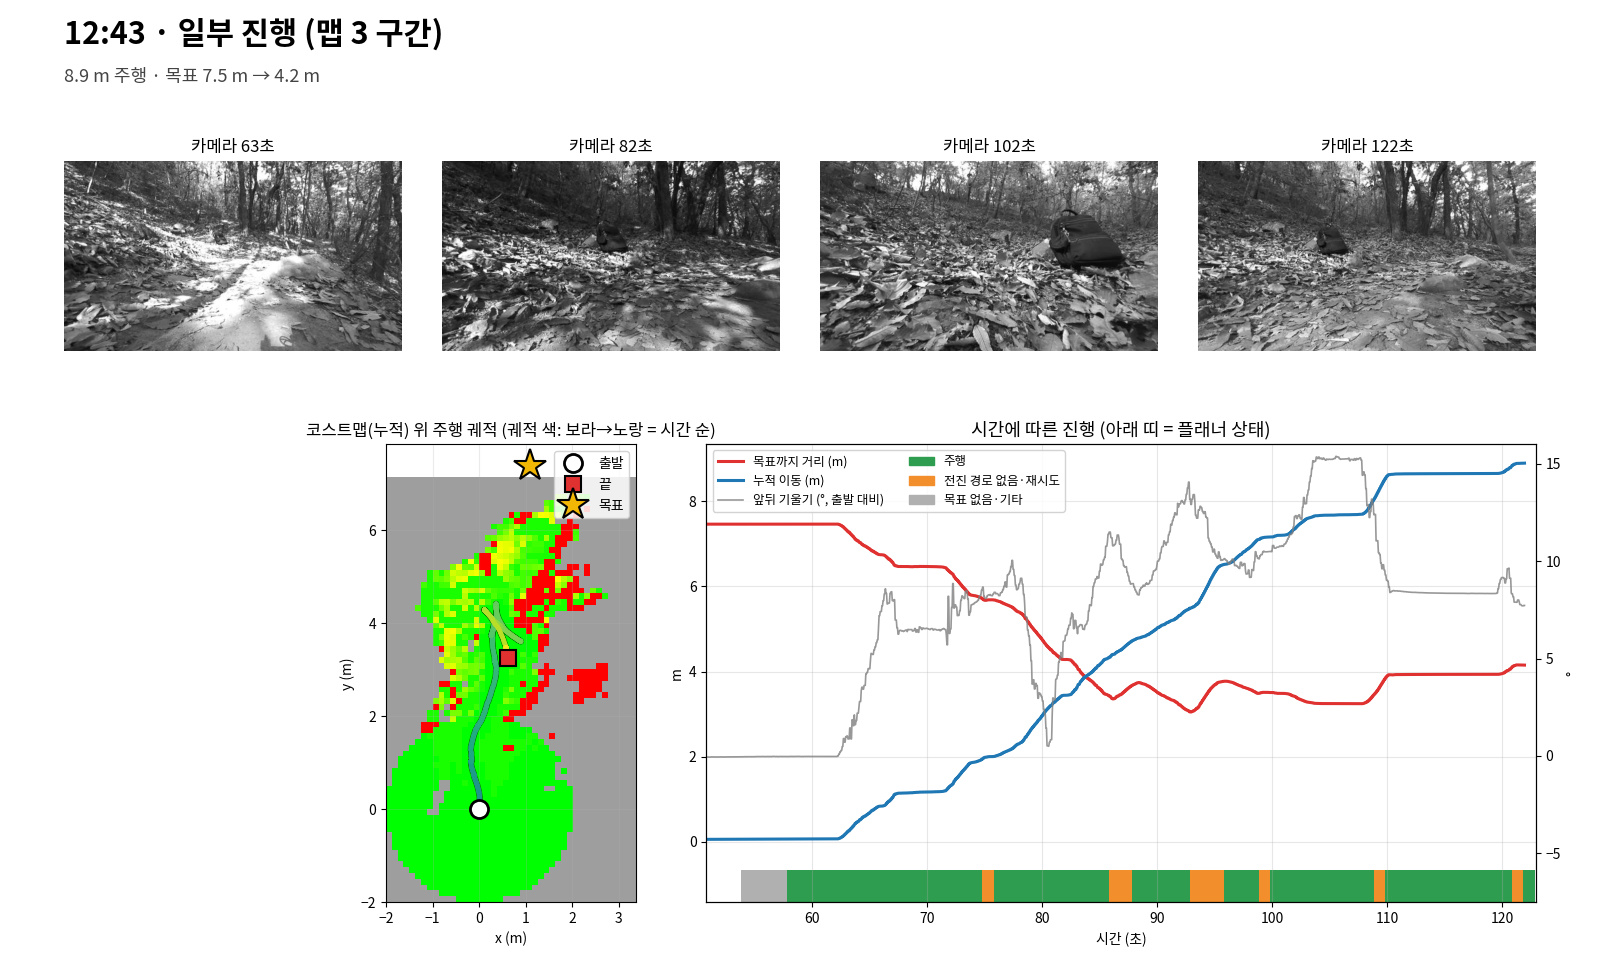 12:43 · 일부 진행 (맵 3 구간)
8.9 m 주행 · 목표 7.5 m → 4.2 m
카메라 63초
카메라 82초
카메라 102초
카메라 122초
코스트맵(누적) 위 주행 궤적 (궤적 색: 보라→노랑 = 시간 순)
출발
끝
목표
6
4
2
0
−2
y (m)
−2 −1 0 1 2 3
x (m)
시간에 따른 진행 (아래 띠 = 플래너 상태)
목표까지 거리 (m)
누적 이동 (m)
앞뒤 기울기 (°, 출발 대비)
주행
전진 경로 없음·재시도
목표 없음·기타
8
6
4
2
0
m
15
10
5
0
−5
°
60 70 80 90 100 110 120
시간 (초)